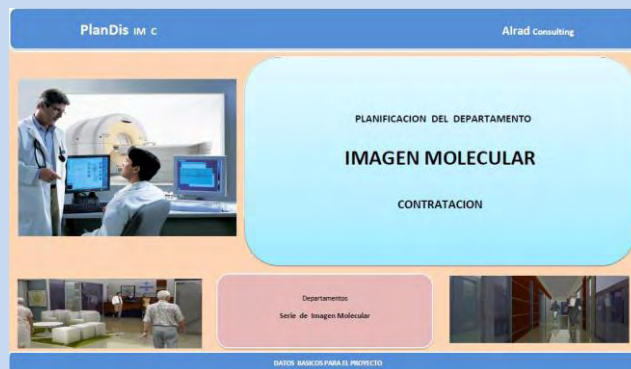 PlanDis IM C
Alrad Consulting
PLANIFICACION DEL DEPARTAMENTO
IMAGEN MOLECULAR
CONTRATACION
Departamentos
Serie de Imagen Molecular
DATOS BASICOS PARA EL PROYECTO